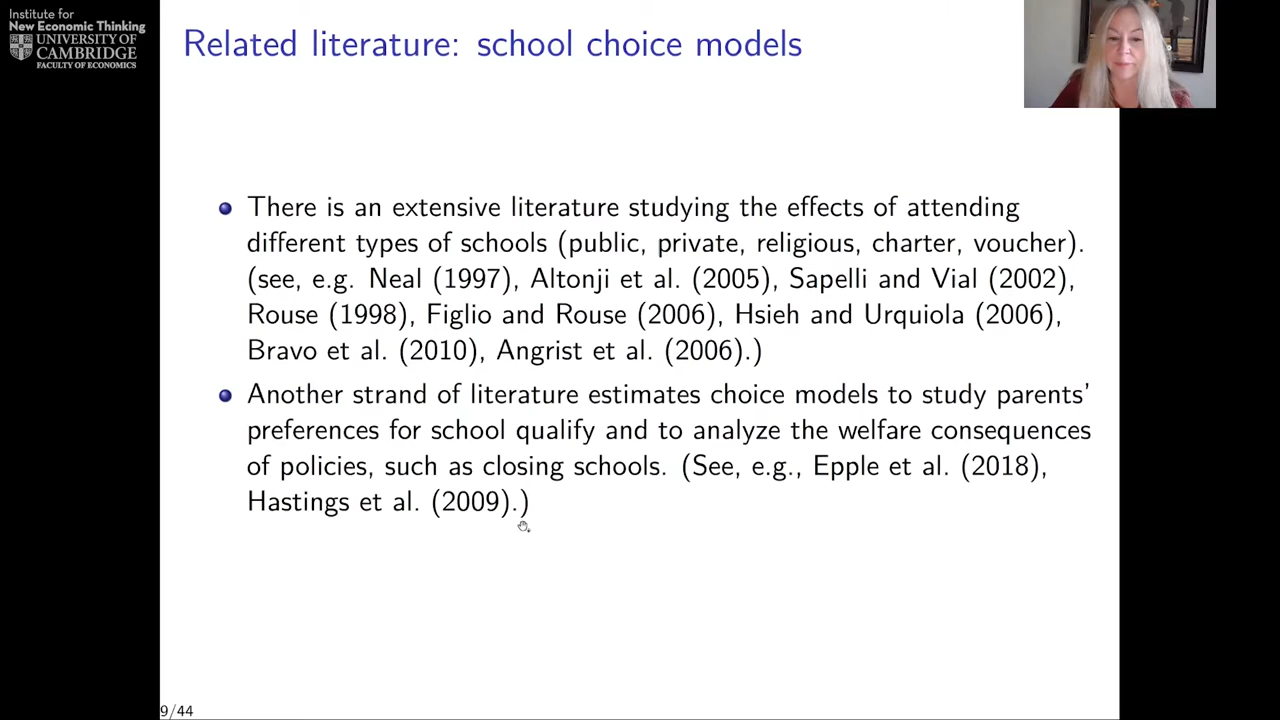 Institute for
New Economic Thinking
UNIVERSITY OF
CAMBRIDGE
FACULTY OF ECONOMICS
Related literature: school choice models
There is an extensive literature studying the effects of attending
different types of schools (public, private, religious, charter, voucher).
(see, e.g. Neal (1997), Altonji et al. (2005), Sapelli and Vial (2002),
Rouse (1998), Figlio and Rouse (2006), Hsieh and Urquiola (2006),
Bravo et al. (2010), Angrist et al. (2006).)
Another strand of literature estimates choice models to study parents'
preferences for school qualify and to analyze the welfare consequences
of policies, such as closing schools. (See, e.g., Epple et al. (2018),
Hastings et al. (2009).)
9/44